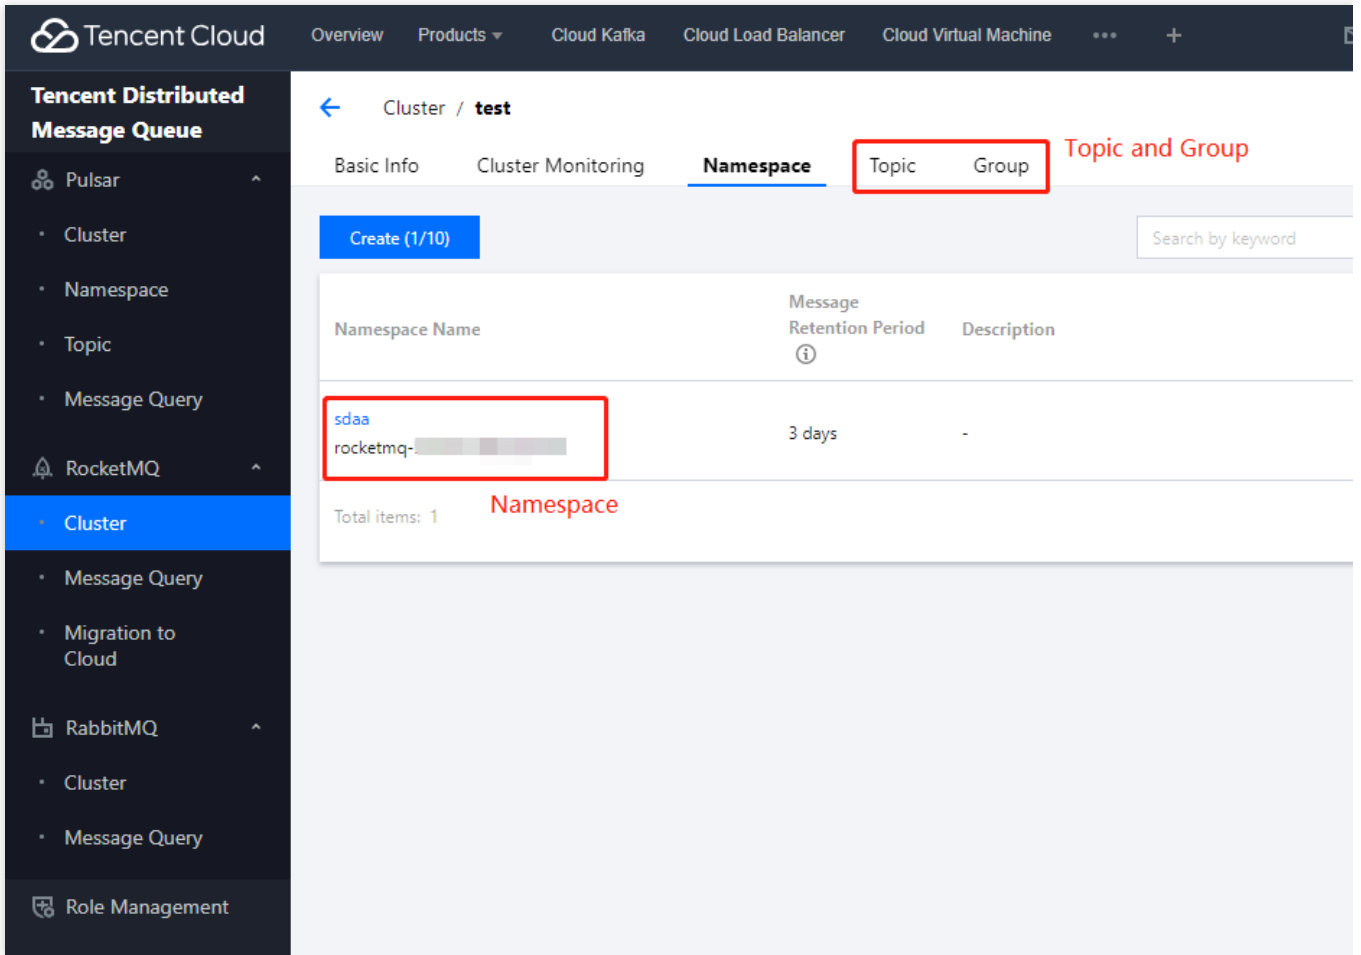 Tencent Cloud
Overview
Products
Cloud Kafka
Cloud Load Balancer
Cloud Virtual Machine
Tencent Distributed
Message Queue
Pulsar
Cluster
Namespace
Topic
Message Query
RocketMQ
Cluster
Message Query
Migration to
Cloud
RabbitMQ
Cluster
Message Query
Role Management
Cluster / test
Basic Info
Cluster Monitoring
Namespace
Topic
Group
Topic and Group
Create (1/10)
Search by keyword
Namespace Name
Message
Retention Period
Description
sdaa
rocketmq-
3 days
-
Namespace
Total items: 1